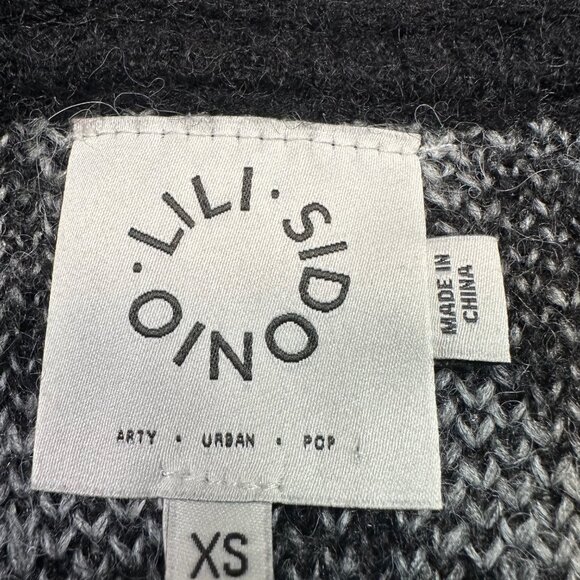 ·LILI·SIDONIO
ARTY • URBAN • POP
MADE IN
CHINA
XS